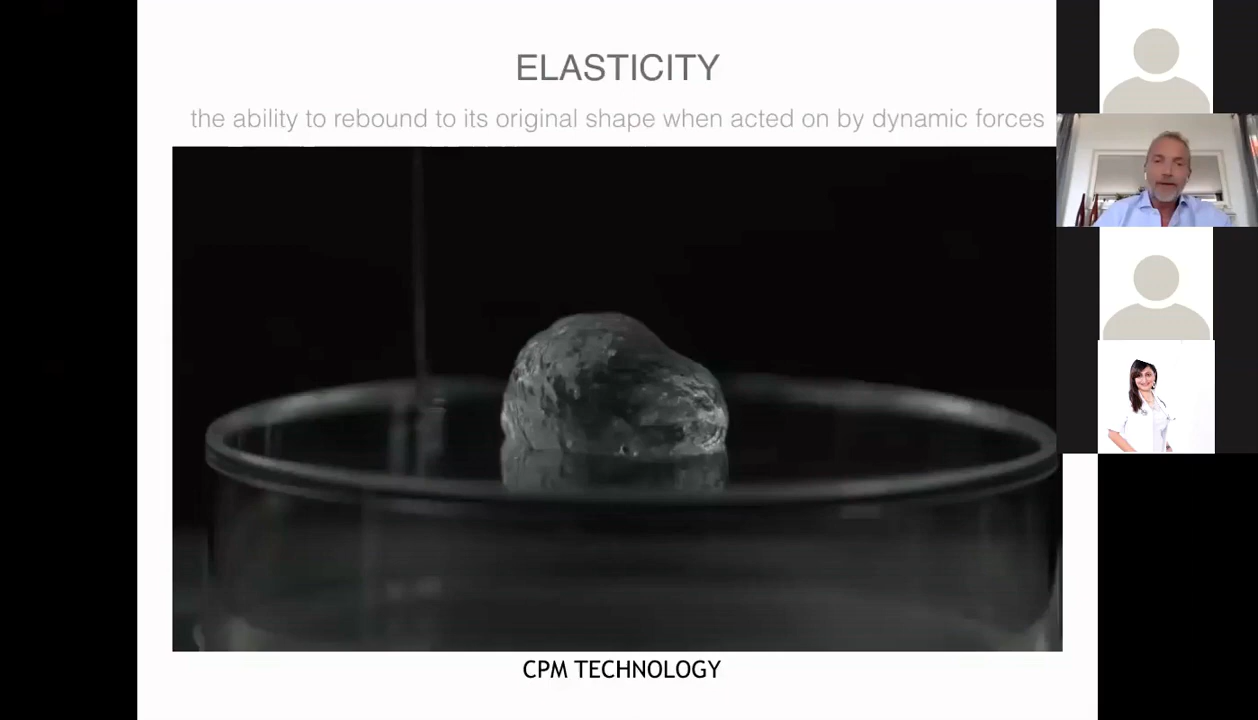 ELASTICITY
the ability to rebound to its original shape when acted on by dynamic forces
CPM TECHNOLOGY